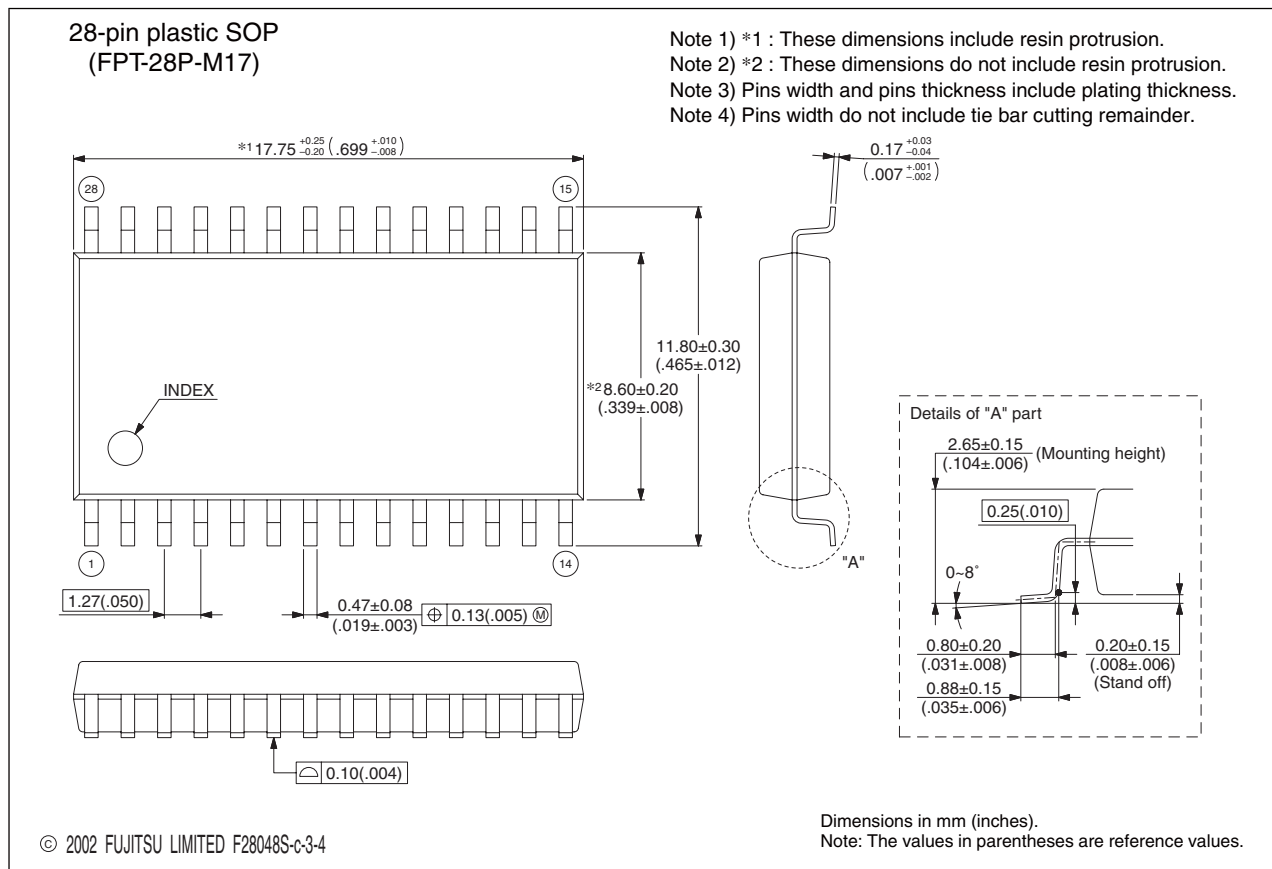 28-pin plastic SOP
(FPT-28P-M17)
Note 1) *1 : These dimensions include resin protrusion.
Note 2) *2 : These dimensions do not include resin protrusion.
Note 3) Pins width and pins thickness include plating thickness.
Note 4) Pins width do not include tie bar cutting remainder.
*1 17.75 +0.25 −0.20 (.699 +.010 −.008)
0.17 +0.03 −0.04
(.007 +.001 −.002)
28
15
INDEX
11.80±0.30
(.465±.012)
*2 8.60±0.20
(.339±.008)
1
14
"A"
1.27(.050)
0.47±0.08
(.019±.003)
⌖ 0.13(.005) Ⓜ
0.10(.004)
Details of "A" part
2.65±0.15
(.104±.006)
(Mounting height)
0.25(.010)
0~8°
0.80±0.20
(.031±.008)
0.88±0.15
(.035±.006)
0.20±0.15
(.008±.006)
(Stand off)
© 2002 FUJITSU LIMITED F28048S-c-3-4
Dimensions in mm (inches).
Note: The values in parentheses are reference values.